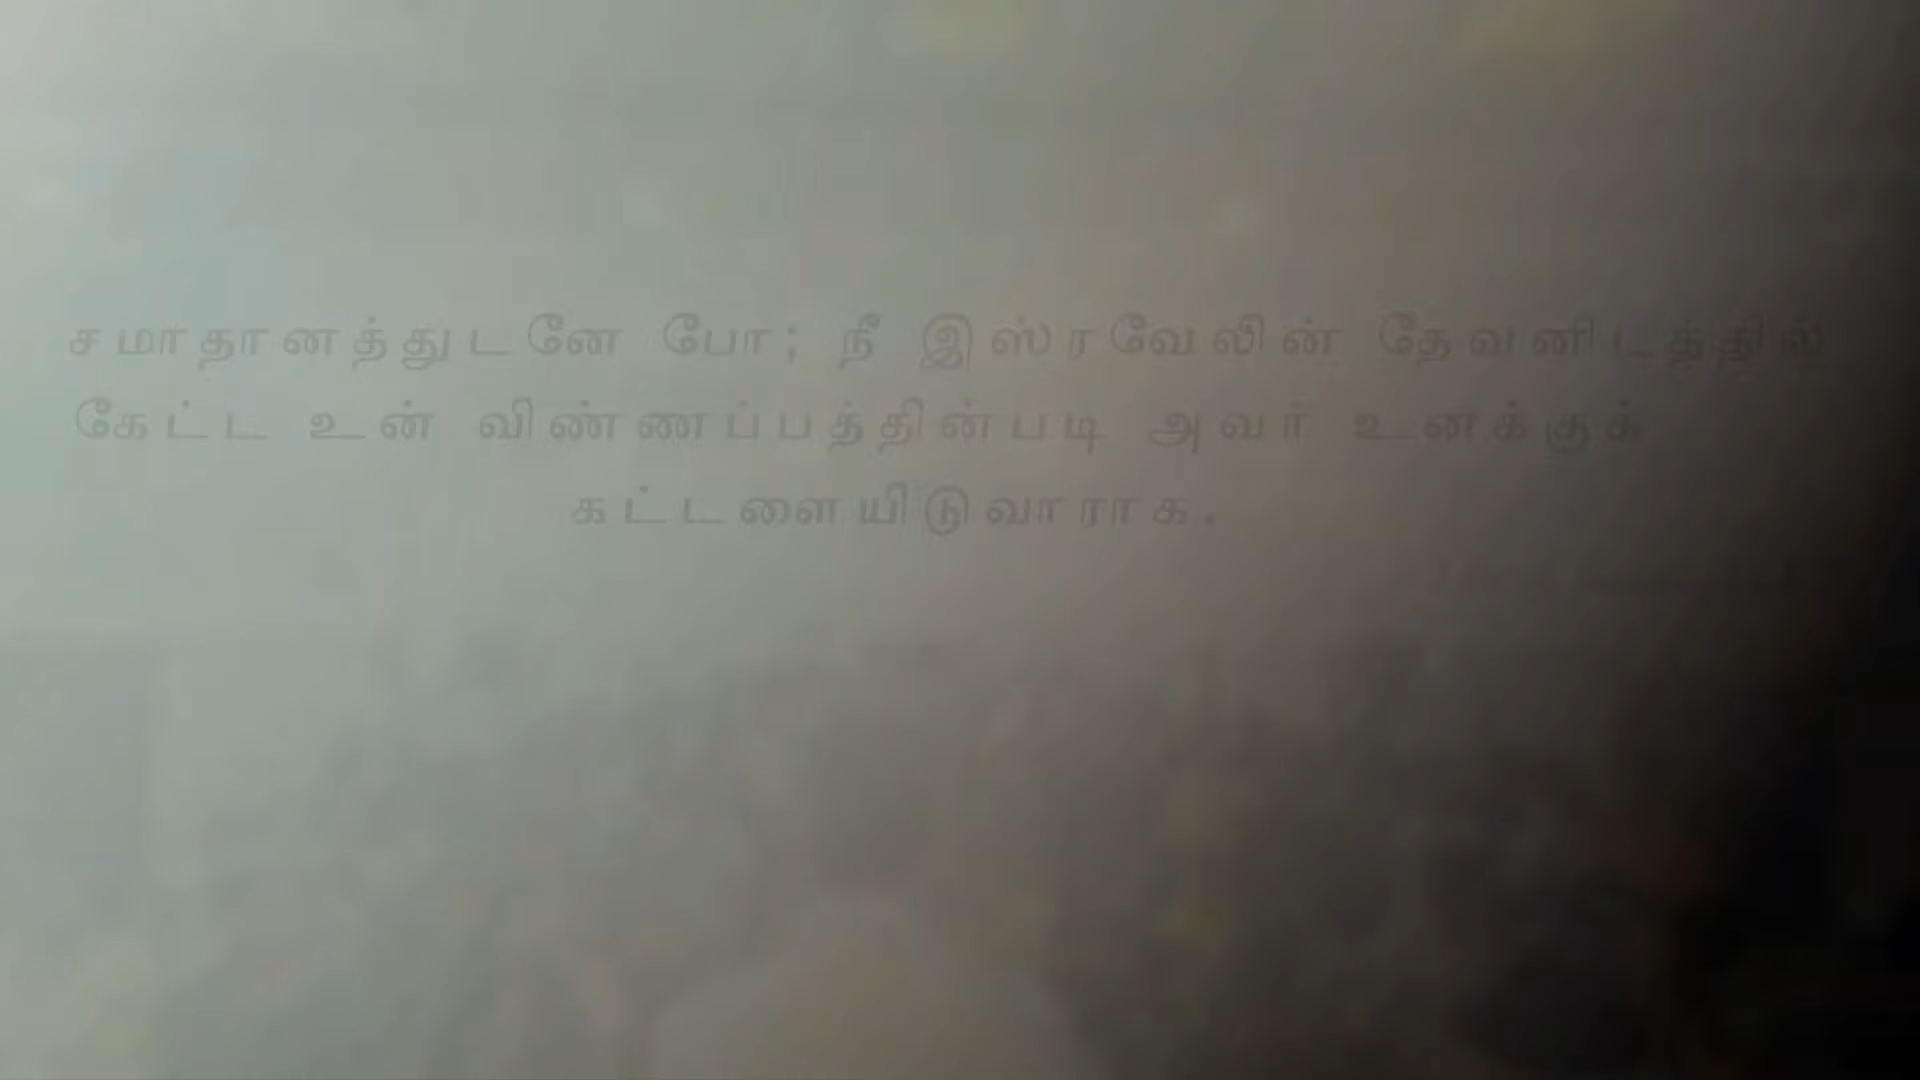 சமாதானத்துடனே போ; நீ இஸ்ரவேலின் தேவனிடத்தில்
கேட்ட உன் விண்ணப்பத்தின்படி அவர் உனக்குக்
கட்டளையிடுவாராக.